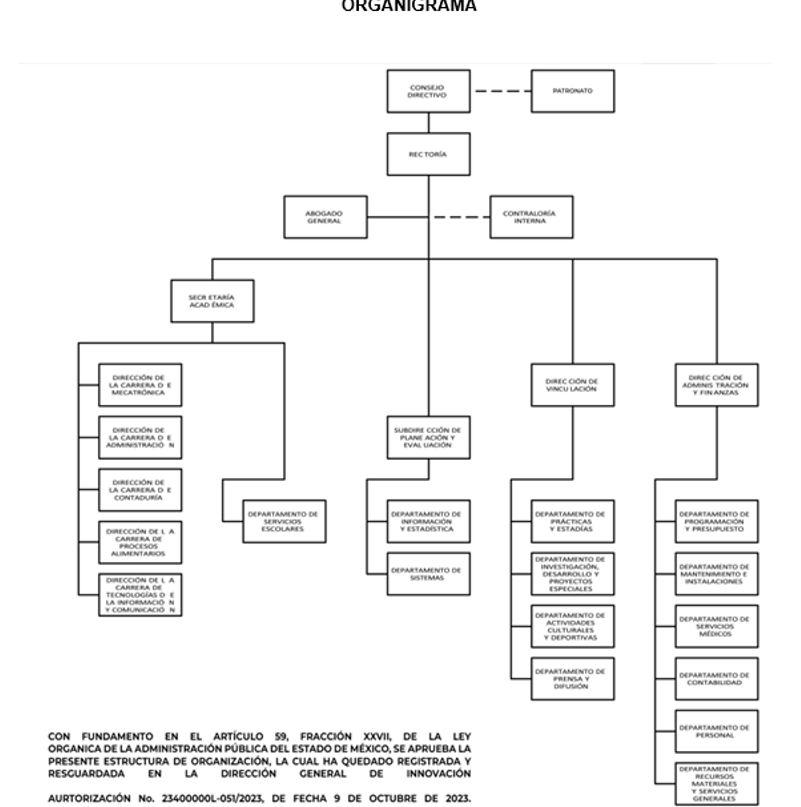 ORGANIGRAMA
CONSEJO
DIRECTIVO
PATRONATO
RECTORÍA
ABOGADO
GENERAL
CONTRALORÍA
INTERNA
SECRETARÍA
ACADÉMICA
DIRECCIÓN DE
LA CARRERA DE
MECATRÓNICA
DIRECCIÓN DE
LA CARRERA DE
ADMINISTRACIÓN
DIRECCIÓN DE
LA CARRERA DE
CONTADURÍA
DIRECCIÓN DE LA
CARRERA DE
PROCESOS
ALIMENTARIOS
DIRECCIÓN DE LA
CARRERA DE
TECNOLOGÍAS DE
LA INFORMACIÓN
Y COMUNICACIÓN
DEPARTAMENTO DE
SERVICIOS
ESCOLARES
SUBDIRECCIÓN DE
PLANEACIÓN Y
EVALUACIÓN
DEPARTAMENTO DE
INFORMACIÓN
Y ESTADÍSTICA
DEPARTAMENTO DE
SISTEMAS
DIRECCIÓN DE
VINCULACIÓN
DEPARTAMENTO DE
PRÁCTICAS
Y ESTADÍAS
DEPARTAMENTO DE
INVESTIGACIÓN,
DESARROLLO Y
PROYECTOS
ESPECIALES
DEPARTAMENTO DE
ACTIVIDADES
CULTURALES
Y DEPORTIVAS
DEPARTAMENTO DE
PRENSA Y
DIFUSIÓN
DIRECCIÓN DE
ADMINISTRACIÓN
Y FINANZAS
DEPARTAMENTO DE
PROGRAMACIÓN
Y PRESUPUESTO
DEPARTAMENTO DE
MANTENIMIENTO E
INSTALACIONES
DEPARTAMENTO DE
SERVICIOS
MÉDICOS
DEPARTAMENTO DE
CONTABILIDAD
DEPARTAMENTO DE
PERSONAL
DEPARTAMENTO DE
RECURSOS
MATERIALES
Y SERVICIOS
GENERALES
CON FUNDAMENTO EN EL ARTÍCULO 59, FRACCIÓN XXVII, DE LA LEY
ORGANICA DE LA ADMINISTRACIÓN PÚBLICA DEL ESTADO DE MÉXICO, SE APRUEBA LA
PRESENTE ESTRUCTURA DE ORGANIZACIÓN, LA CUAL HA QUEDADO REGISTRADA Y
RESGUARDADA EN LA DIRECCIÓN GENERAL DE INNOVACIÓN
AURTORIZACIÓN No. 23400000L-051/2023, DE FECHA 9 DE OCTUBRE DE 2023.